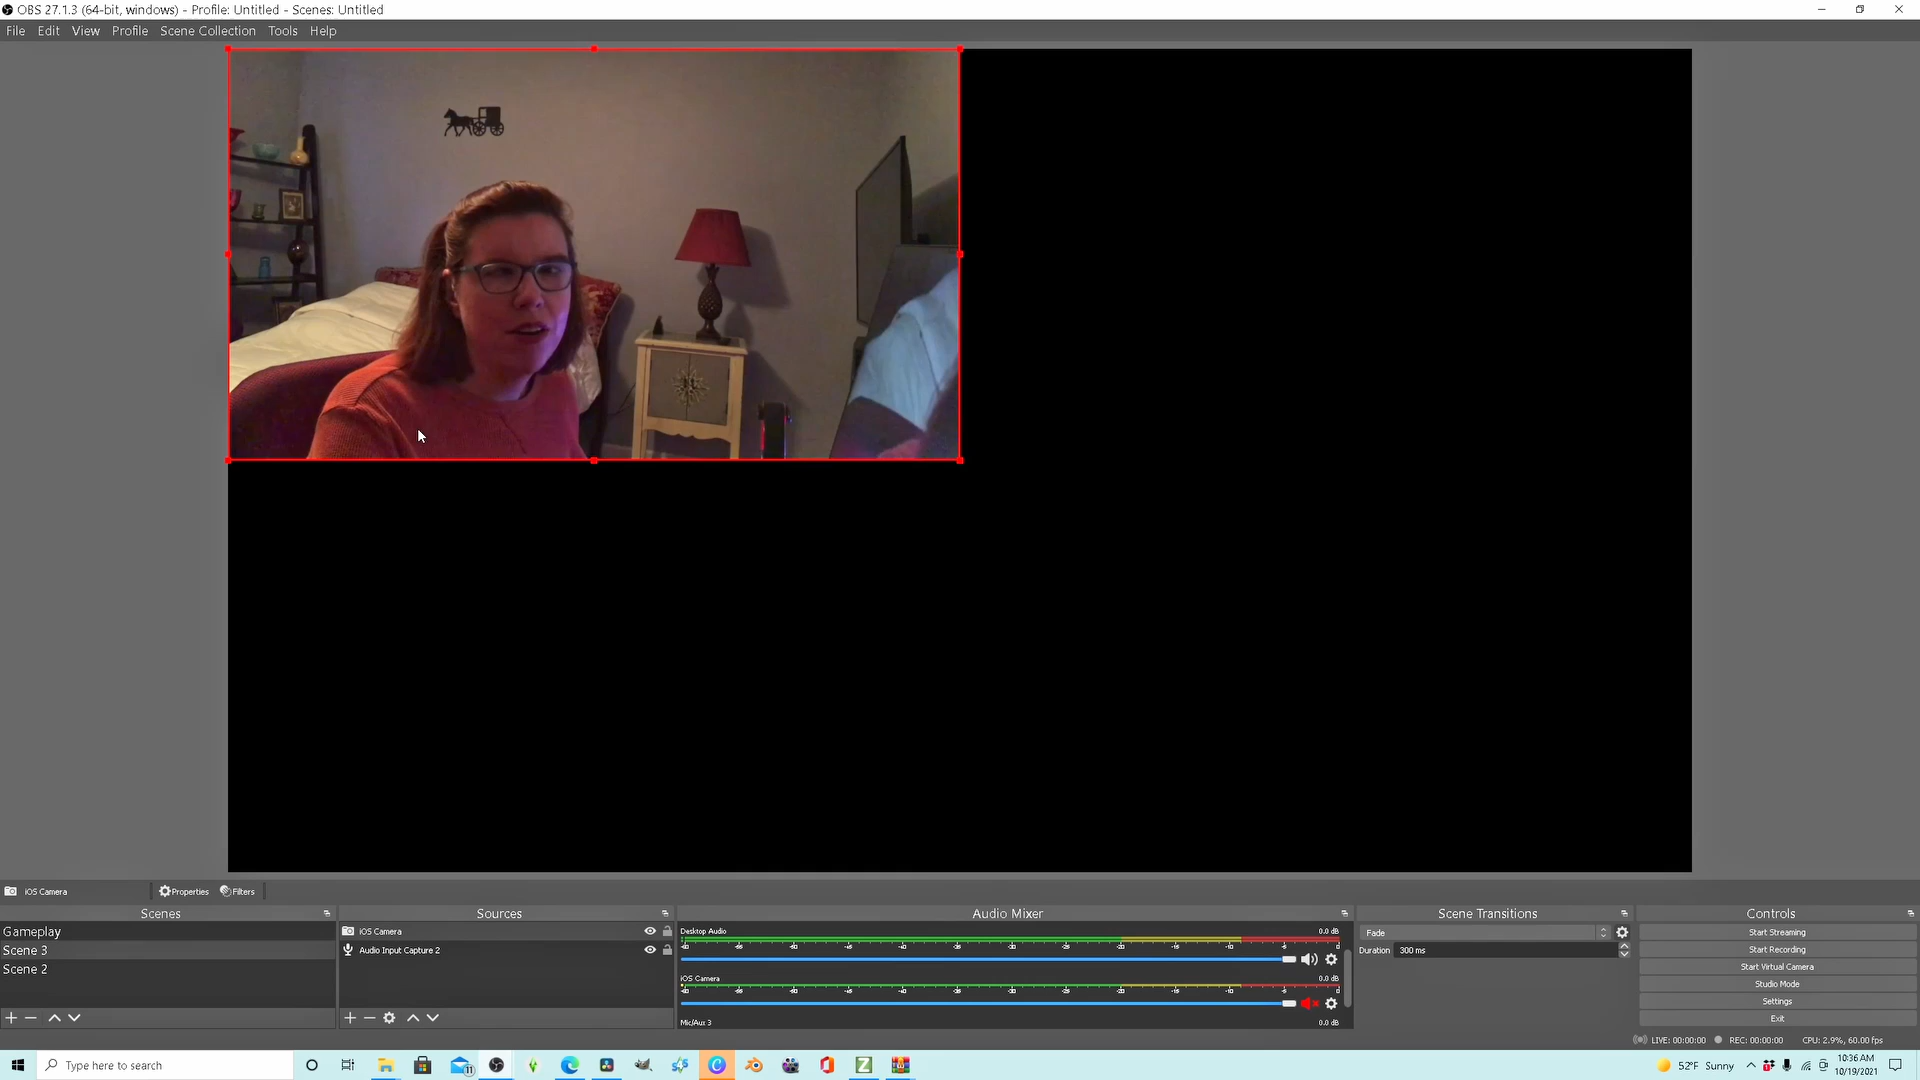 OBS 27.1.3 (64-bit, windows) - Profile: Untitled - Scenes: Untitled
File Edit View Profile Scene Collection Tools Help
iOS Camera Properties Filters
Scenes Sources Audio Mixer Scene Transitions Controls
Gameplay
Scene 3
Scene 2
iOS Camera
Audio Input Capture 2
Desktop Audio 0.0 dB
iOS Camera 0.0 dB
Mic/Aux 3 0.0 dB
Fade
Duration 300 ms
Start Streaming
Start Recording
Start Virtual Camera
Studio Mode
Settings
Exit
LIVE: 00:00:00 REC: 00:00:00 CPU: 2.9%, 60.00 fps
Type here to search
11
52°F Sunny
10:36 AM
10/19/2021